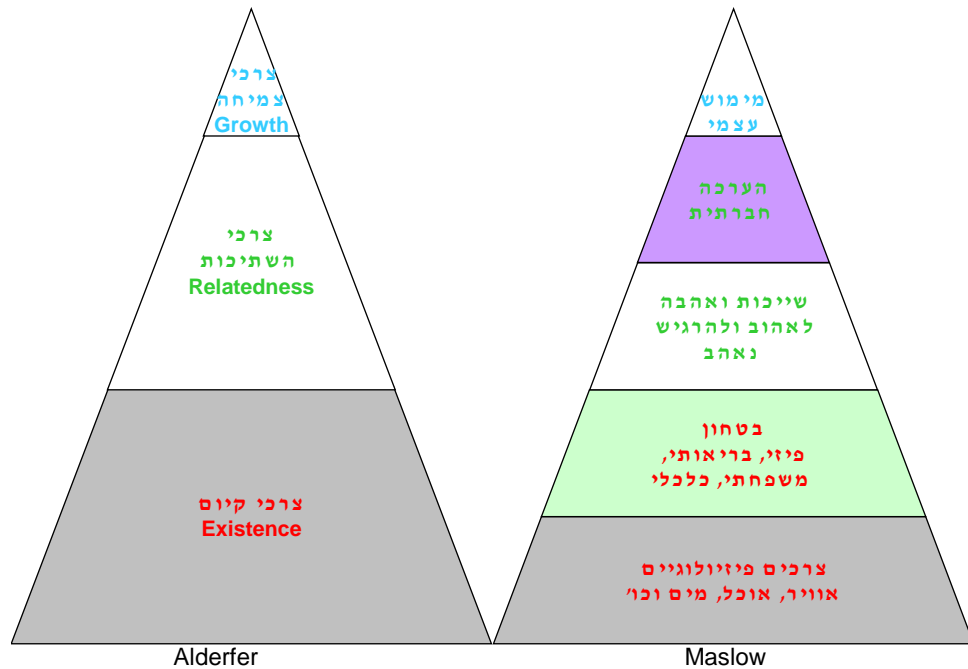 צרכי
צמיחה
Growth
צרכי
השתיכות
Relatedness
צרכי קיום
Existence
Alderfer
מימוש
עצמי
הערכה
חברתית
שייכות ואהבה
לאהוב ולהרגיש
נאהב
בטחון
פיזי, בריאותי,
משפחתי, כלכלי
צרכים פיזיולוגיים
אוויר, אוכל, מים וכו'
Maslow